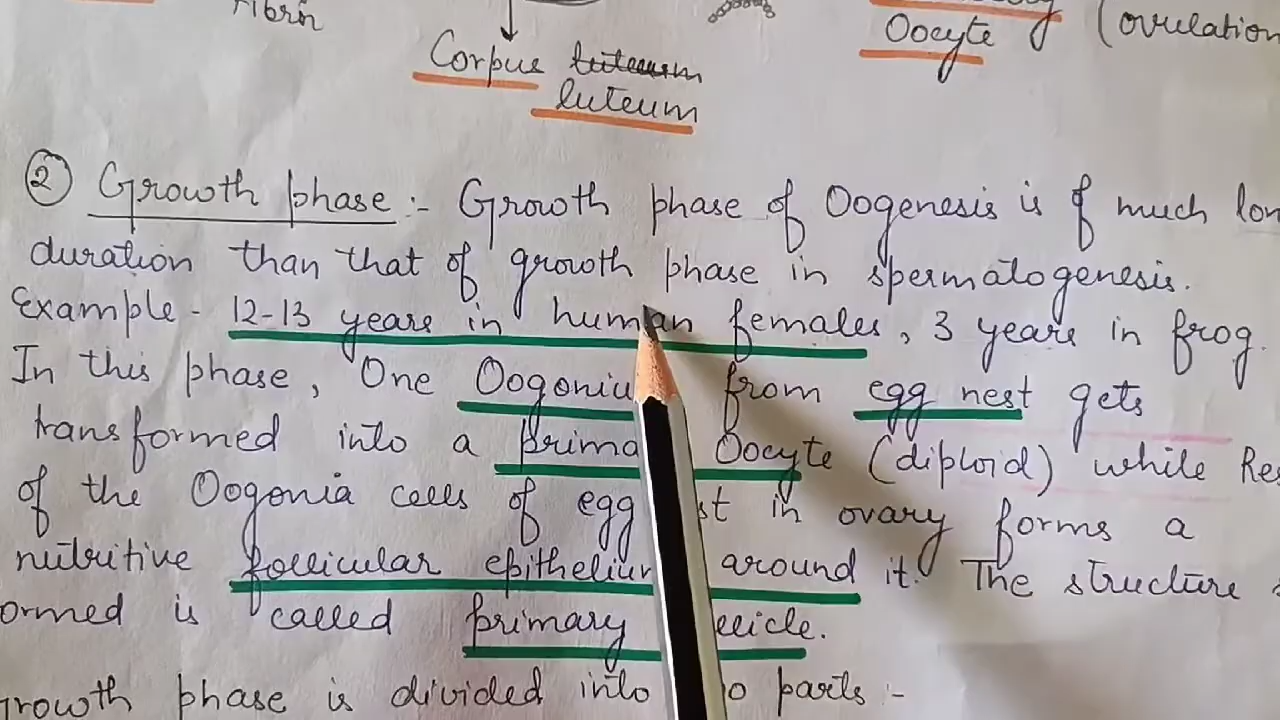 Fibrin
Oocyte (ovulation
Corpus luteum
luteum
② Growth phase :- Growth phase of Oogenesis is of much lon
duration than that of growth phase in spermatogenesis.
Example - 12-13 years in human females, 3 years in frog.
In this phase, One Oogoniu from egg nest gets
transformed into a prima Oocyte (diploid) while Res
of the Oogonia cells of egg st in ovary forms a
nutritive follicular epithelium around it. The structure s
ormed is called primary llicle.
Growth phase is divided into o parts :-